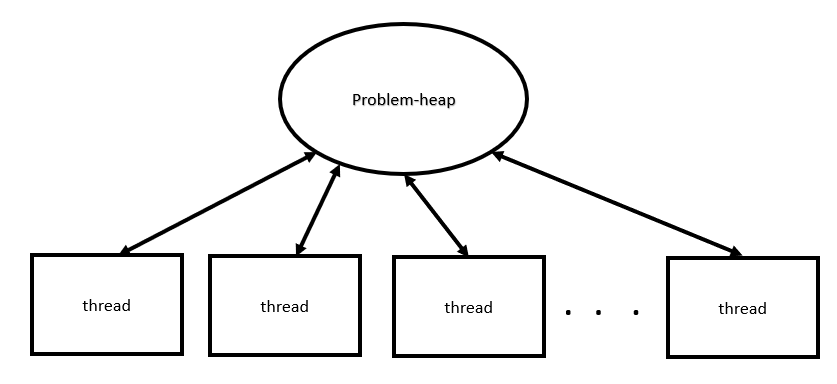 Problem-heap
thread
thread
thread
. . .
thread